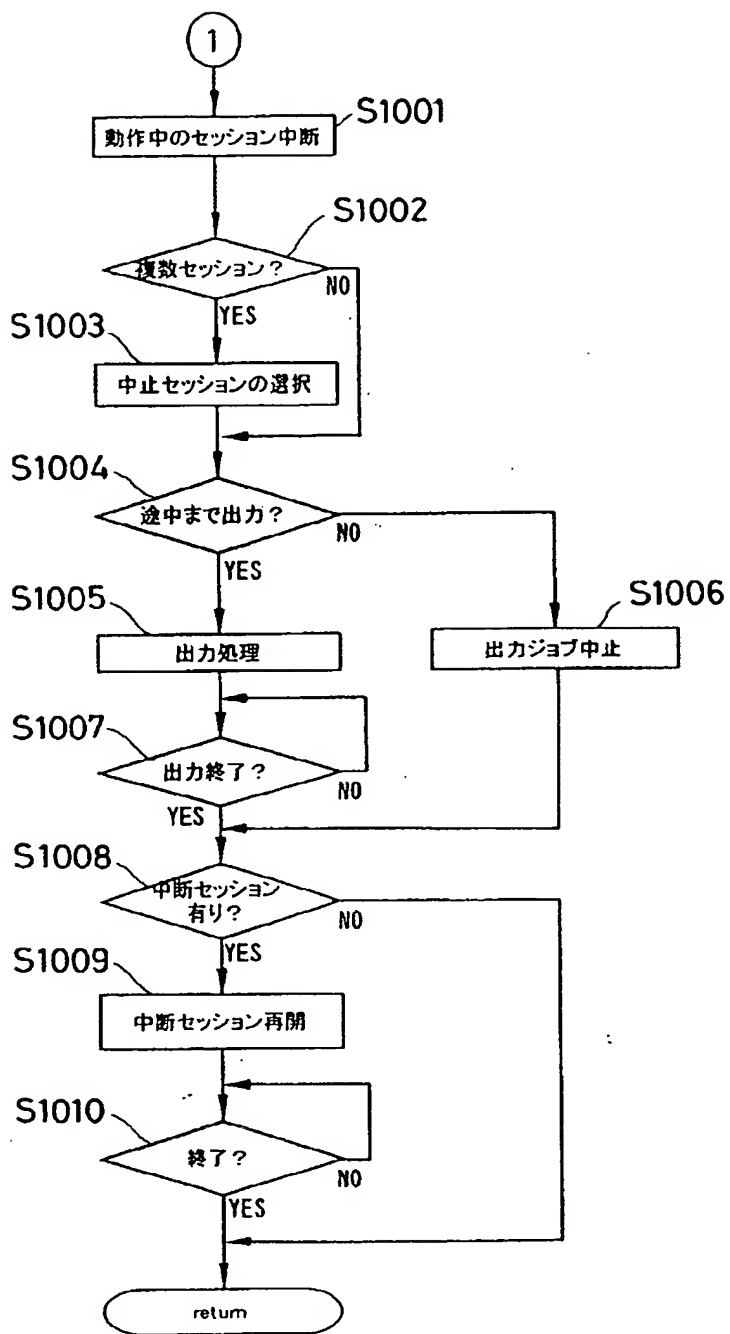 1
S1001
動作中のセッション中断
S1002
複数セッション?
NO
YES
S1003
中止セッションの選択
S1004
途中まで出力?
NO
YES
S1005
出力処理
S1006
出力ジョブ中止
S1007
出力終了?
NO
YES
S1008
中断セッション
有り?
NO
YES
S1009
中断セッション再開
S1010
終了?
NO
YES
return